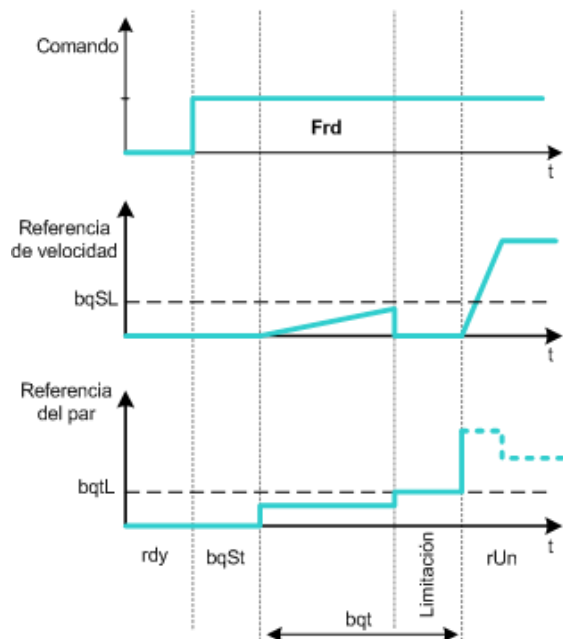 Comando
Frd
t
Referencia
de velocidad
bqSL
t
Referencia
del par
bqtL
t
rdy
bqSt
Limitación
rUn
bqt